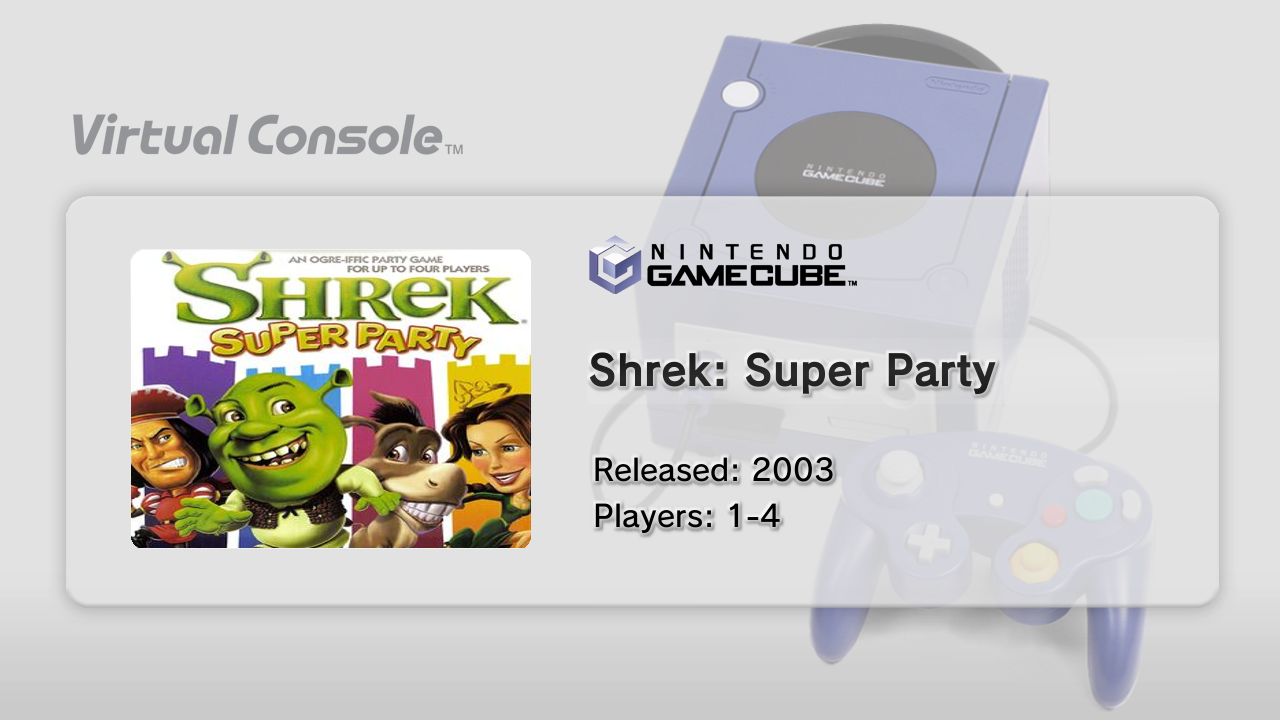 Virtual Console™
NINTENDO
GAMECUBE
AN OGRE-IFFIC PARTY GAME
FOR UP TO FOUR PLAYERS
SHREK
SUPER PARTY
NINTENDO
GAMECUBE™
Shrek: Super Party
Released: 2003
Players: 1-4
NINTENDO
GAMECUBE
Nintendo